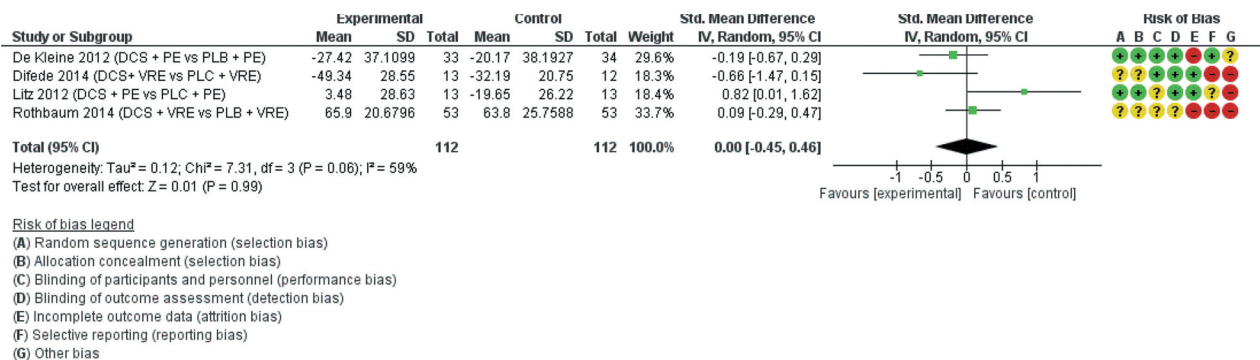 Experimental Control Std. Mean Difference Std. Mean Difference Risk of Bias
Study or Subgroup Mean SD Total Mean SD Total Weight IV, Random, 95% CI IV, Random, 95% CI A B C D E F G
De Kleine 2012 (DCS + PE vs PLB + PE) -27.42 37.1099 33 -20.17 38.1927 34 29.6% -0.19 [-0.67, 0.29] + + + + - + ?
Difede 2014 (DCS+ VRE vs PLC + VRE) -49.34 28.55 13 -32.19 20.75 12 18.3% -0.66 [-1.47, 0.15] ? ? + + + - -
Litz 2012 (DCS + PE vs PLC + PE) 3.48 28.63 13 -19.65 26.22 13 18.4% 0.82 [0.01, 1.62] + + ? + + ? -
Rothbaum 2014 (DCS + VRE vs PLB + VRE) 65.9 20.6796 53 63.8 25.7588 53 33.7% 0.09 [-0.29, 0.47] ? ? ? ? - - -
Total (95% CI) 112 112 100.0% 0.00 [-0.45, 0.46]
Heterogeneity: Tau² = 0.12; Chi² = 7.31, df = 3 (P = 0.06); I² = 59%
Test for overall effect: Z = 0.01 (P = 0.99)
-1 -0.5 0 0.5 1
Favours [experimental] Favours [control]
Risk of bias legend
(A) Random sequence generation (selection bias)
(B) Allocation concealment (selection bias)
(C) Blinding of participants and personnel (performance bias)
(D) Blinding of outcome assessment (detection bias)
(E) Incomplete outcome data (attrition bias)
(F) Selective reporting (reporting bias)
(G) Other bias